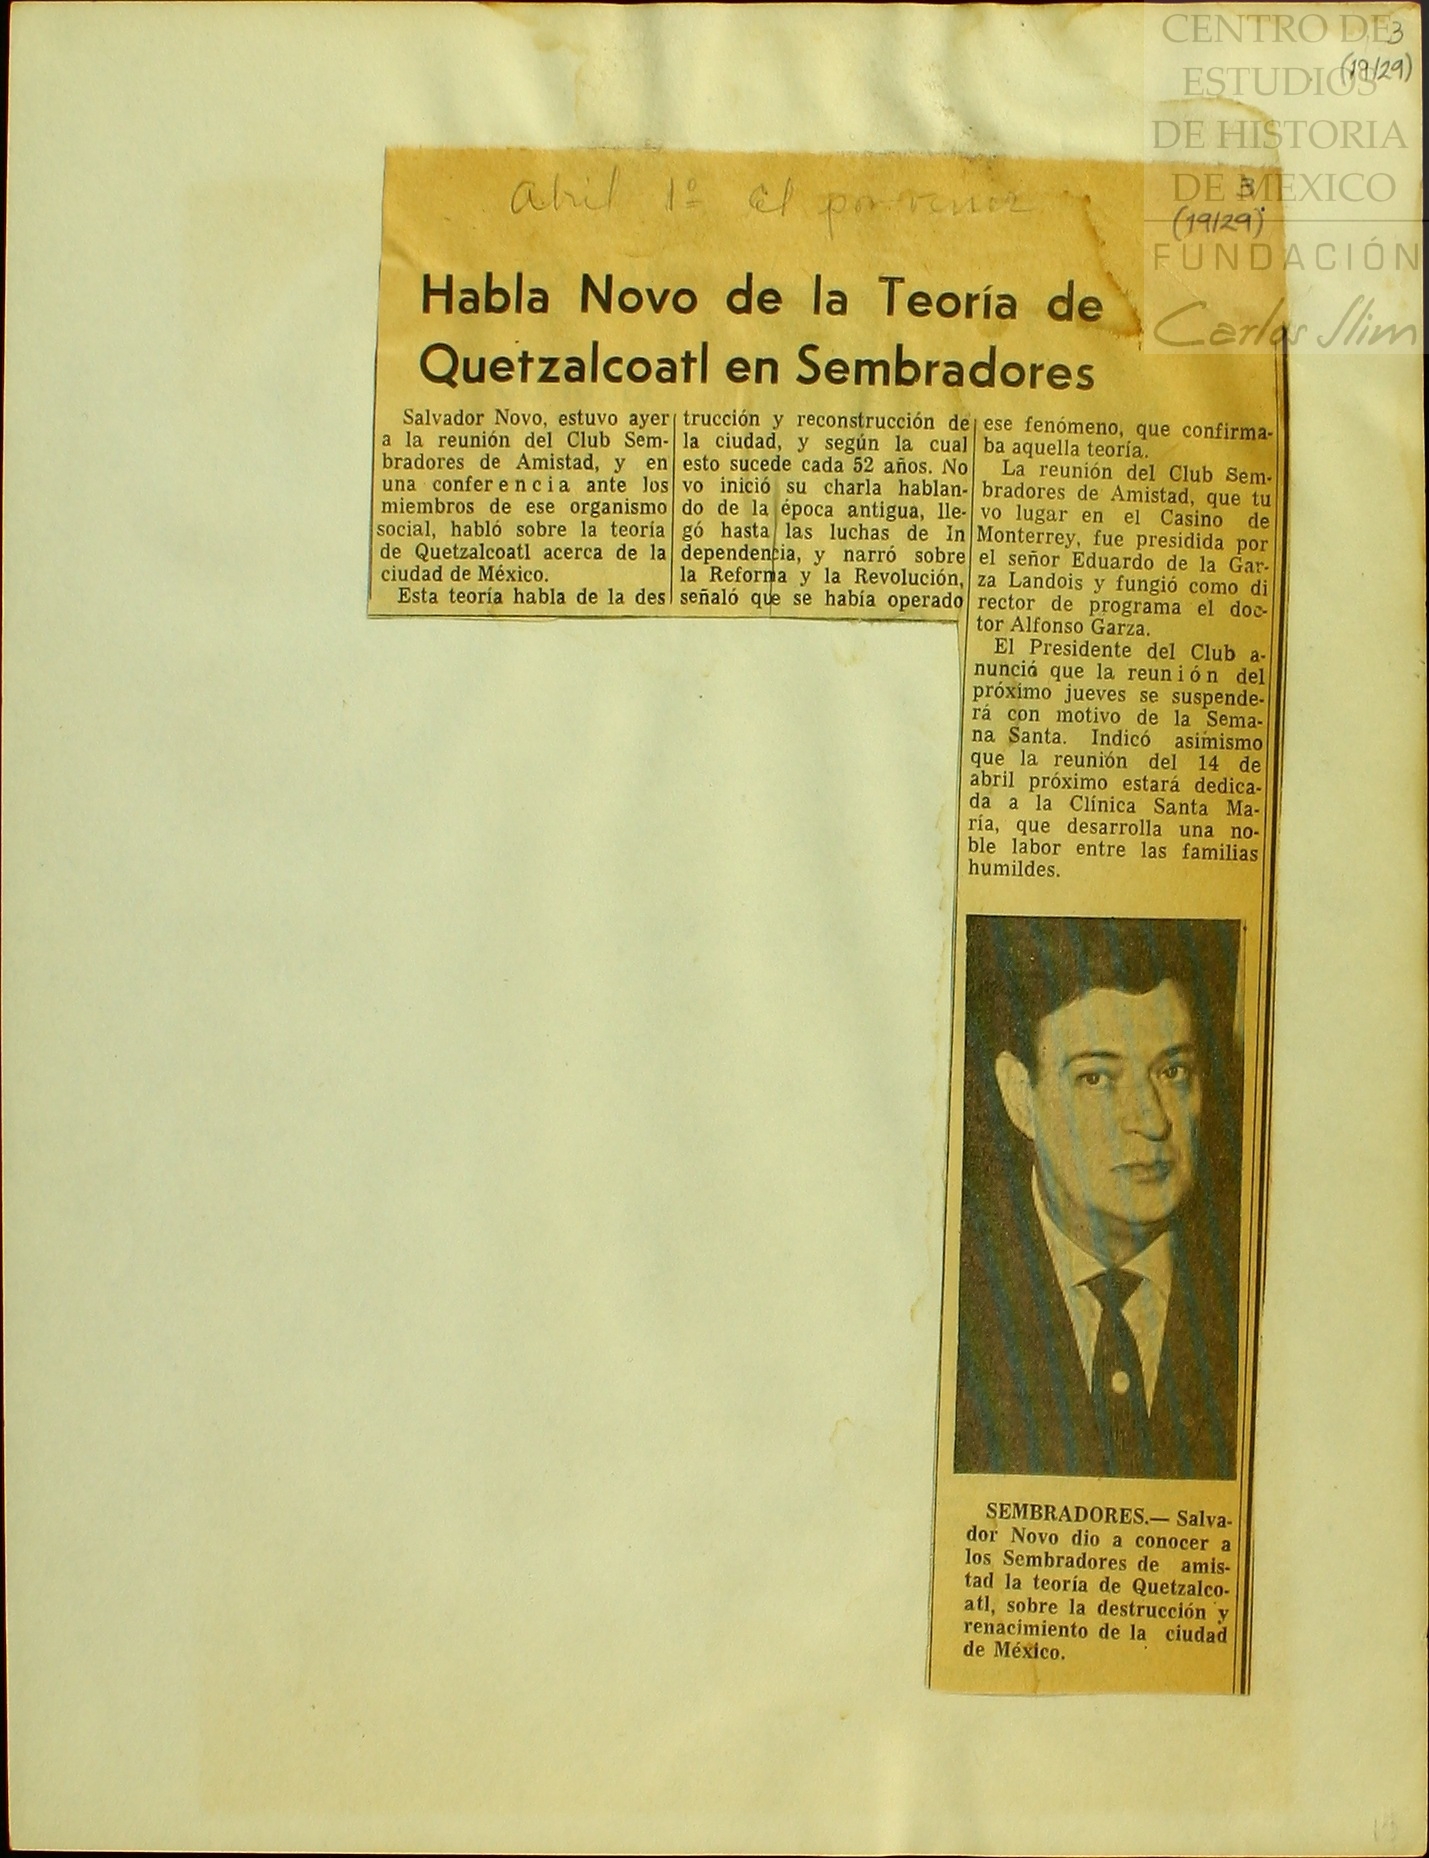 CENTRO DE
ESTUDIOS
DE HISTORIA
DE MEXICO
FUNDACIÓN
Carlos Slim
3
(19/29)
Abril 1º El porvenir
3.
(19/29)
Habla Novo de la Teoría de
Quetzalcoatl en Sembradores
Salvador Novo, estuvo ayer
a la reunión del Club Sem-
bradores de Amistad, y en
una conferencia ante los
miembros de ese organismo
social, habló sobre la teoría
de Quetzalcoatl acerca de la
ciudad de México.
Esta teoría habla de la des
trucción y reconstrucción de
la ciudad, y según la cual
esto sucede cada 52 años. No
vo inició su charla hablan-
do de la época antigua, lle-
gó hasta las luchas de In
dependencia, y narró sobre
la Reforma y la Revolución,
señaló que se había operado
ese fenómeno, que confirma-
ba aquella teoría.
La reunión del Club Sem-
bradores de Amistad, que tu
vo lugar en el Casino de
Monterrey, fue presidida por
el señor Eduardo de la Gar-
za Landois y fungió como di
rector de programa el doc-
tor Alfonso Garza.
El Presidente del Club a-
nunció que la reunión del
próximo jueves se suspende-
rá con motivo de la Sema-
na Santa. Indicó asimismo
que la reunión del 14 de
abril próximo estará dedica-
da a la Clínica Santa Ma-
ría, que desarrolla una no-
ble labor entre las familias
humildes.
SEMBRADORES.— Salva-
dor Novo dio a conocer a
los Sembradores de amis-
tad la teoría de Quetzalco-
atl, sobre la destrucción y
renacimiento de la ciudad
de México.